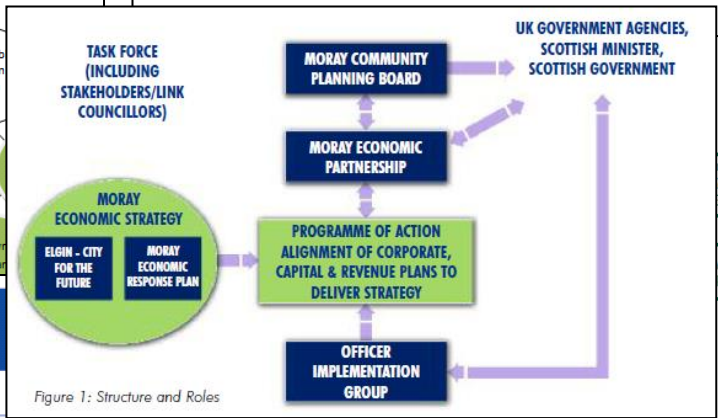 TASK FORCE
(INCLUDING
STAKEHOLDERS/LINK
COUNCILLORS)
MORAY COMMUNITY
PLANNING BOARD
UK GOVERNMENT AGENCIES,
SCOTTISH MINISTER,
SCOTTISH GOVERNMENT
MORAY ECONOMIC
PARTNERSHIP
MORAY
ECONOMIC STRATEGY
ELGIN - CITY
FOR THE
FUTURE
MORAY
ECONOMIC
RESPONSE PLAN
PROGRAMME OF ACTION
ALIGNMENT OF CORPORATE,
CAPITAL & REVENUE PLANS TO
DELIVER STRATEGY
OFFICER
IMPLEMENTATION
GROUP
Figure 1: Structure and Roles